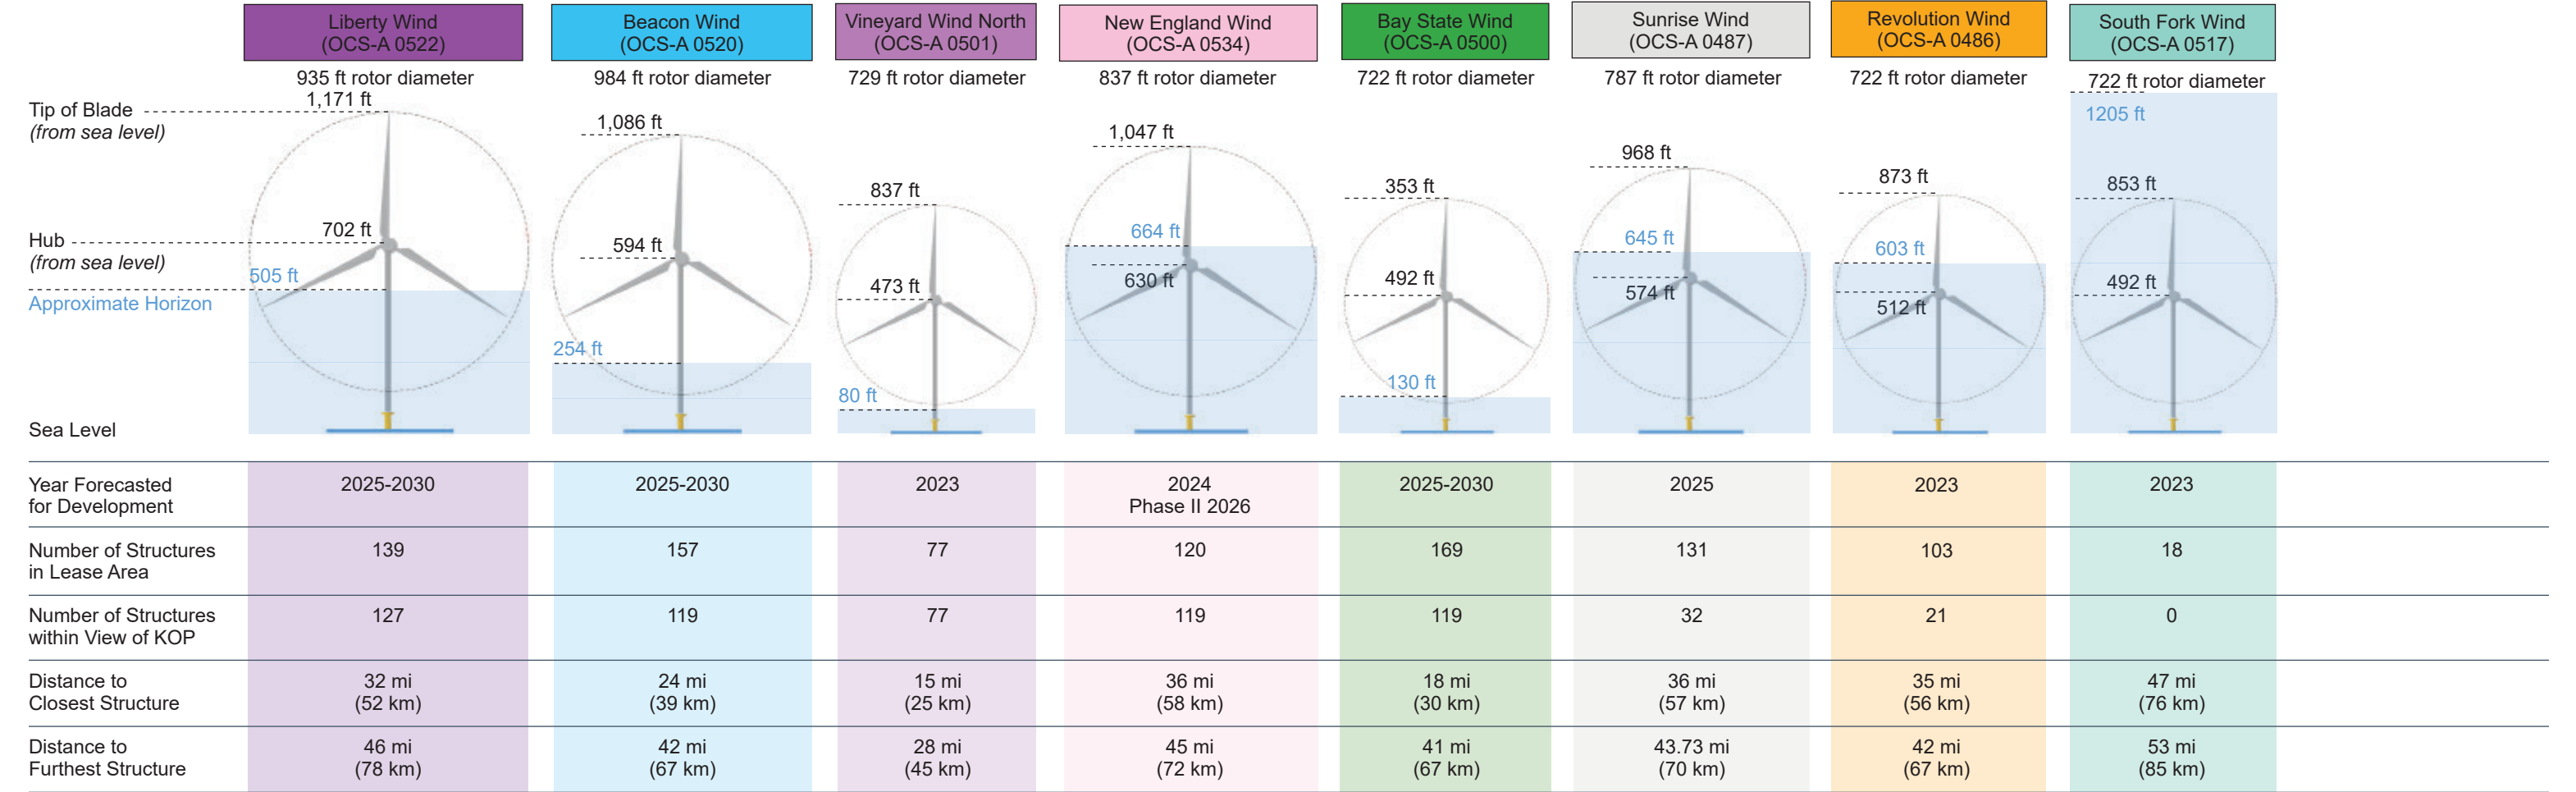 Liberty Wind
(OCS-A 0522)
Beacon Wind
(OCS-A 0520)
Vineyard Wind North
(OCS-A 0501)
New England Wind
(OCS-A 0534)
Bay State Wind
(OCS-A 0500)
Sunrise Wind
(OCS-A 0487)
Revolution Wind
(OCS-A 0486)
South Fork Wind
(OCS-A 0517)
935 ft rotor diameter
984 ft rotor diameter
729 ft rotor diameter
837 ft rotor diameter
722 ft rotor diameter
787 ft rotor diameter
722 ft rotor diameter
722 ft rotor diameter
Tip of Blade
(from sea level)
1,171 ft
1,086 ft
837 ft
1,047 ft
353 ft
968 ft
873 ft
1205 ft
853 ft
Hub
(from sea level)
702 ft
594 ft
473 ft
664 ft
630 ft
492 ft
645 ft
574 ft
603 ft
512 ft
492 ft
505 ft
Approximate Horizon
254 ft
80 ft
130 ft
Sea Level
Year Forecasted
for Development
2025-2030
2025-2030
2023
2024
Phase II 2026
2025-2030
2025
2023
2023
Number of Structures
in Lease Area
139
157
77
120
169
131
103
18
Number of Structures
within View of KOP
127
119
77
119
119
32
21
0
Distance to
Closest Structure
32 mi
(52 km)
24 mi
(39 km)
15 mi
(25 km)
36 mi
(58 km)
18 mi
(30 km)
36 mi
(57 km)
35 mi
(56 km)
47 mi
(76 km)
Distance to
Furthest Structure
46 mi
(78 km)
42 mi
(67 km)
28 mi
(45 km)
45 mi
(72 km)
41 mi
(67 km)
43.73 mi
(70 km)
42 mi
(67 km)
53 mi
(85 km)